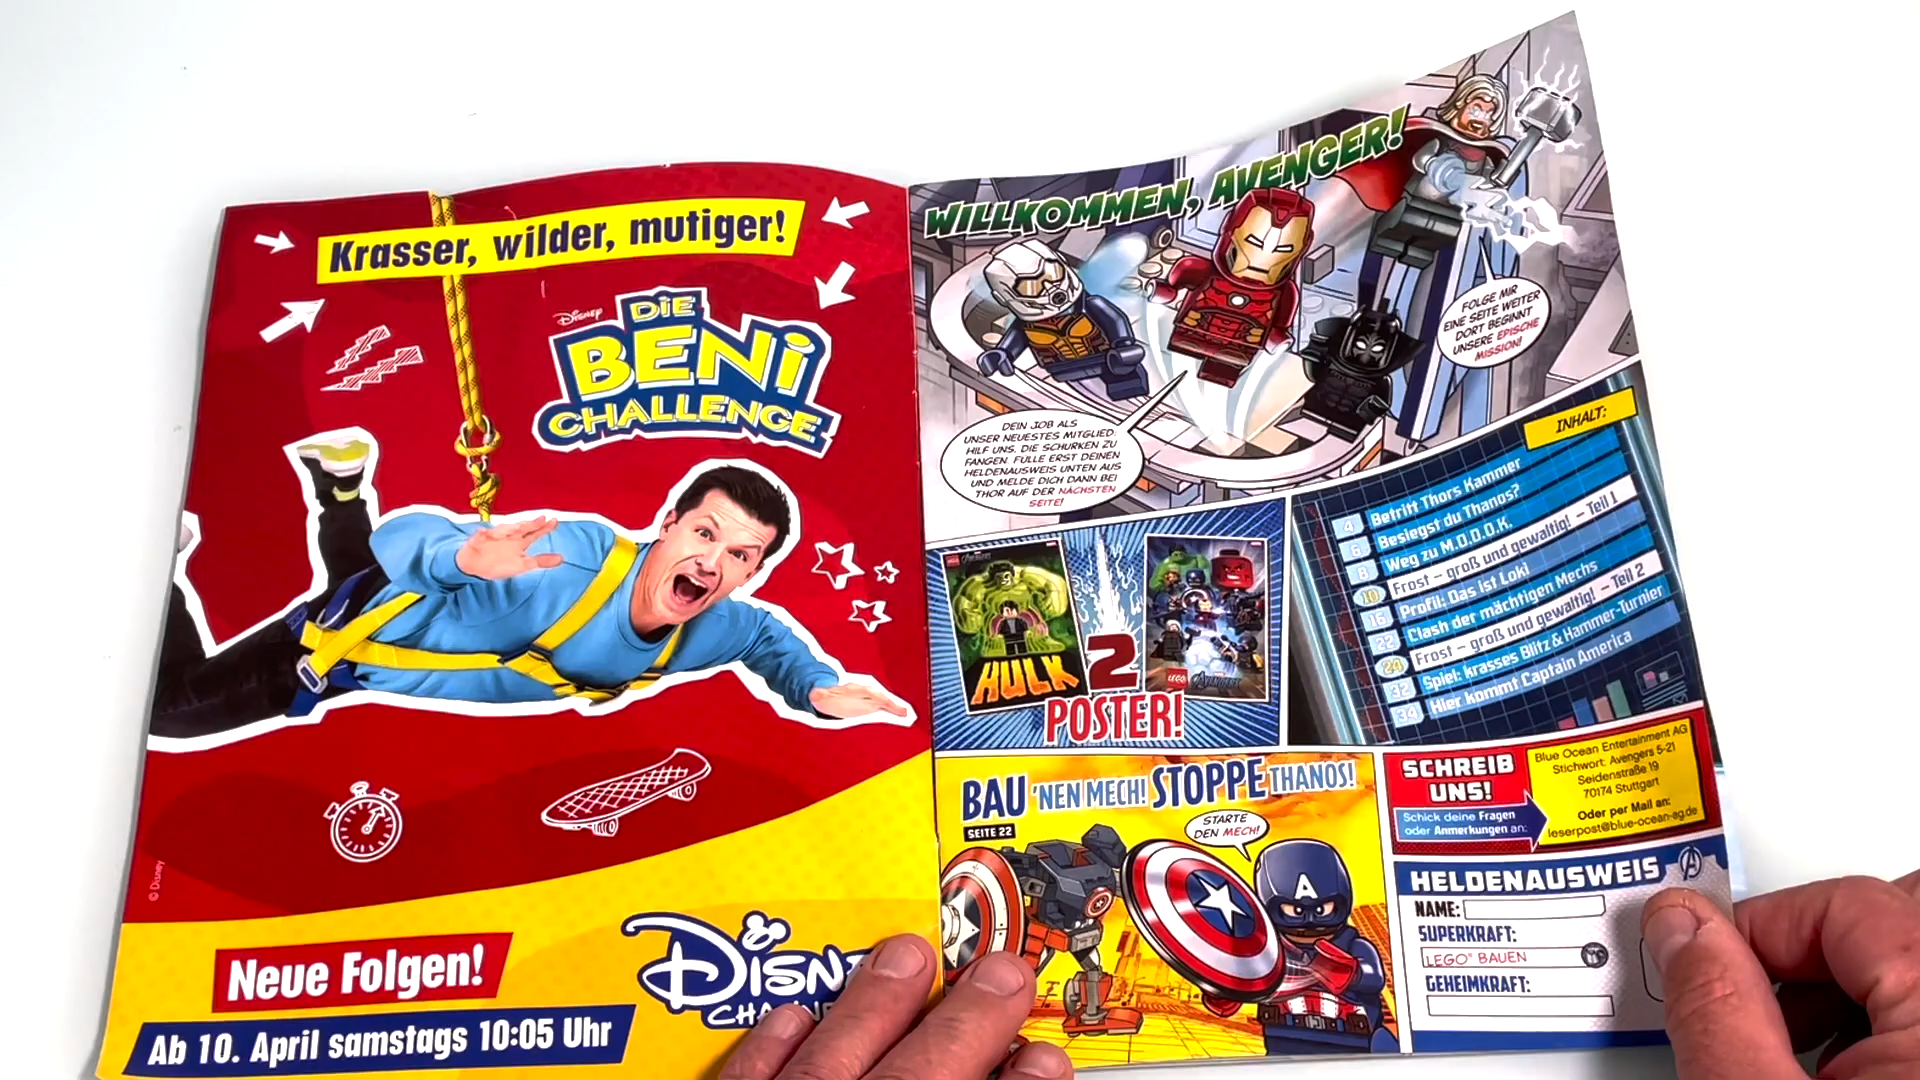 Krasser, wilder, mutiger!
Disney
DIE
BENI
CHALLENGE
© Disney
Neue Folgen!
Ab 10. April samstags 10:05 Uhr
DISN
CHANNE
WILLKOMMEN, AVENGER!
FOLGE MIR
EINE SEITE WEITER
DORT BEGINNT
UNSERE EPISCHE
MISSION!
DEIN JOB ALS
UNSER NEUESTES MITGLIED:
HILF UNS, DIE SCHURKEN ZU
FANGEN. FÜLLE ERST DEINEN
HELDENAUSWEIS UNTEN AUS
UND MELDE DICH DANN BEI
THOR AUF DER NÄCHSTEN
SEITE!
INHALT:
4 Betritt Thors Kammer
6 Besiegst du Thanos?
8 Weg zu M.O.D.O.K.
10 Frost – groß und gewaltig! – Teil 1
16 Profil: Das ist Loki
22 Clash der mächtigen Mechs
24 Frost – groß und gewaltig! – Teil 2
32 Spiel: krasses Blitz & Hammer-Turnier
34 Hier kommt Captain America
HULK
LEGO AVENGERS
2
POSTER!
BAU 'NEN MECH! STOPPE THANOS!
SEITE 22
STARTE
DEN MECH!
A
SCHREIB
UNS!
Schick deine Fragen
oder Anmerkungen an:
Blue Ocean Entertainment AG
Stichwort: Avengers 5-21
Seidenstraße 19
70174 Stuttgart
Oder per Mail an:
leserpost@blue-ocean-ag.de
HELDENAUSWEIS
NAME:
SUPERKRAFT:
LEGO® BAUEN
GEHEIMKRAFT: